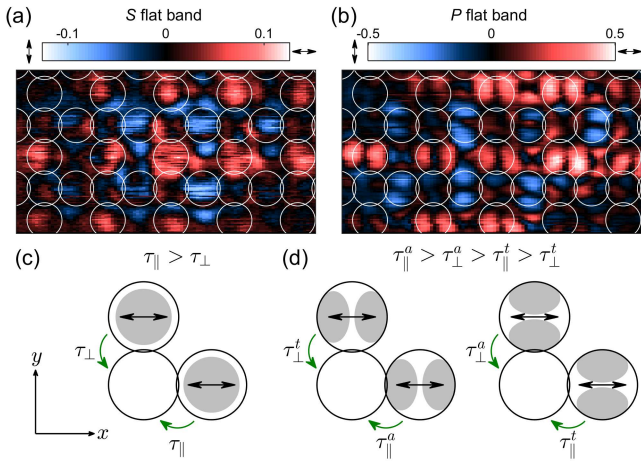 (a) S flat band
-0.1 0 0.1
(b) P flat band
-0.5 0 0.5
(c) τ∥ > τ⊥
τ⊥
τ∥
y
x
(d) τ∥ᵃ > τ⊥ᵃ > τ∥ᵗ > τ⊥ᵗ
τ⊥ᵗ
τ∥ᵃ
τ⊥ᵃ
τ∥ᵗ